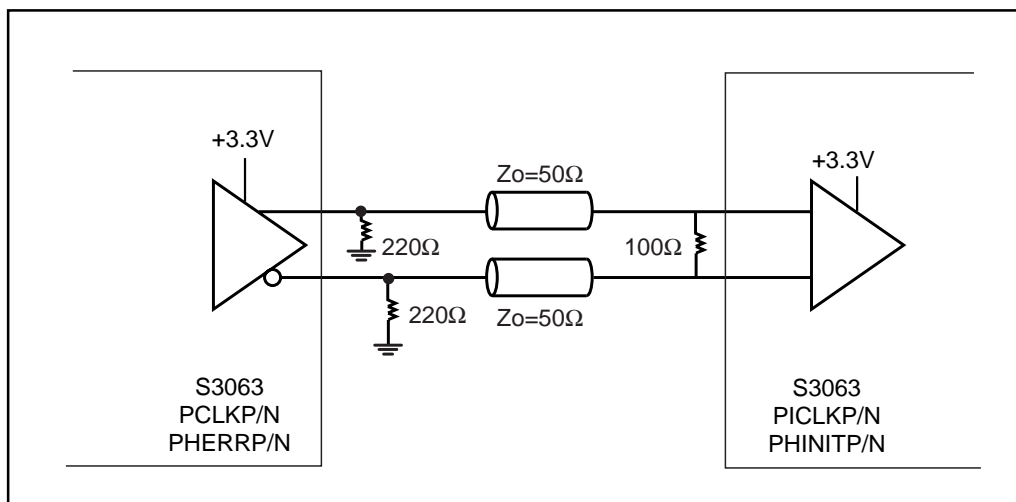 +3.3V
Zo=50Ω
+3.3V
220Ω
100Ω
220Ω
Zo=50Ω
S3063
PCLKP/N
PHERRP/N
S3063
PICLKP/N
PHINITP/N